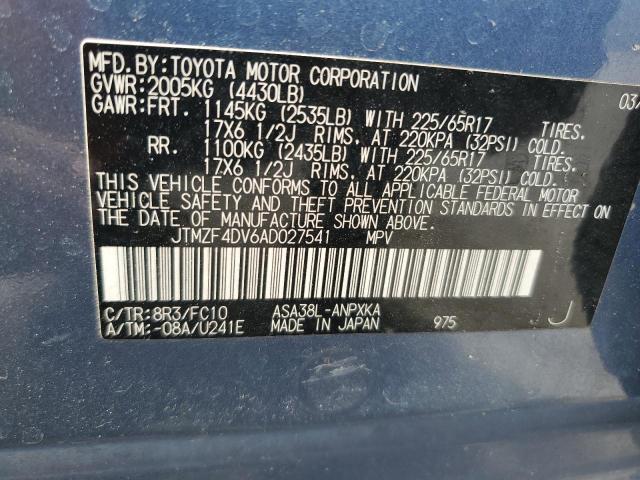 MFD. BY: TOYOTA MOTOR CORPORATION 03/
GVWR: 2005KG (4430LB)
GAWR: FRT. 1145KG (2535LB) WITH 225/65R17 TIRES.
17X6 1/2J RIMS. AT 220KPA (32PSI) COLD.
RR. 1100KG (2435LB) WITH 225/65R17 TIRES.
17X6 1/2J RIMS. AT 220KPA (32PSI) COLD.
THIS VEHICLE CONFORMS TO ALL APPLICABLE FEDERAL MOTOR
VEHICLE SAFETY AND THEFT PREVENTION STANDARDS IN EFFECT ON
THE DATE OF MANUFACTURE SHOWN ABOVE.
JTMZF4DV6AD027541 MPV
C/TR: 8R3/FC10 ASA38L-ANPXKA J
A/TM: -08A/U241E MADE IN JAPAN 975